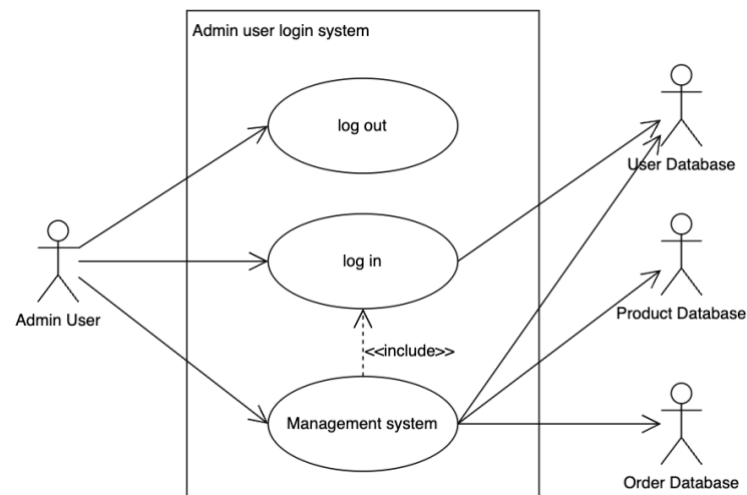 Admin user login system
log out
User Database
log in
Admin User
Product Database
<<include>>
Management system
Order Database